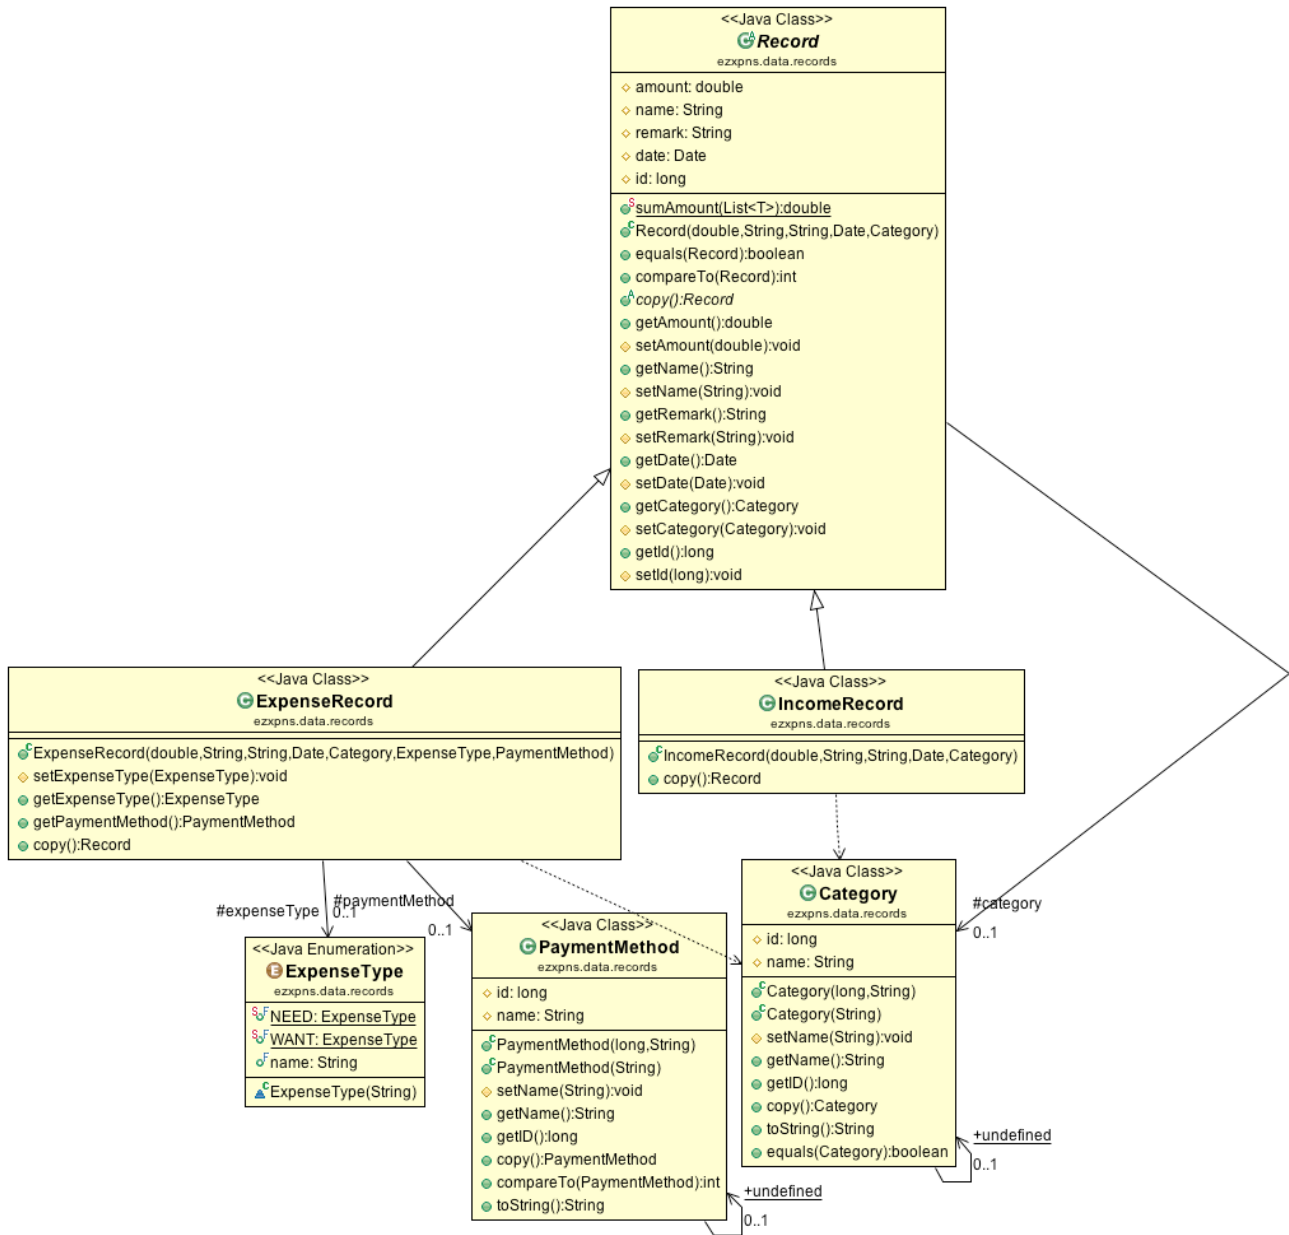 <<Java Class>>
Record
ezxpns.data.records
amount: double
name: String
remark: String
date: Date
id: long
sumAmount(List<T>):double
Record(double,String,String,Date,Category)
equals(Record):boolean
compareTo(Record):int
copy():Record
getAmount():double
setAmount(double):void
getName():String
setName(String):void
getRemark():String
setRemark(String):void
getDate():Date
setDate(Date):void
getCategory():Category
setCategory(Category):void
getId():long
setId(long):void
<<Java Class>>
ExpenseRecord
ezxpns.data.records
ExpenseRecord(double,String,String,Date,Category,ExpenseType,PaymentMethod)
setExpenseType(ExpenseType):void
getExpenseType():ExpenseType
getPaymentMethod():PaymentMethod
copy():Record
<<Java Class>>
IncomeRecord
ezxpns.data.records
IncomeRecord(double,String,String,Date,Category)
copy():Record
#expenseType
0..1
#paymentMethod
0..1
#category
0..1
<<Java Enumeration>>
ExpenseType
ezxpns.data.records
NEED: ExpenseType
WANT: ExpenseType
name: String
ExpenseType(String)
<<Java Class>>
PaymentMethod
ezxpns.data.records
id: long
name: String
PaymentMethod(long,String)
PaymentMethod(String)
setName(String):void
getName():String
getID():long
copy():PaymentMethod
compareTo(PaymentMethod):int
toString():String
+undefined
0..1
<<Java Class>>
Category
ezxpns.data.records
id: long
name: String
Category(long,String)
Category(String)
setName(String):void
getName():String
getID():long
copy():Category
toString():String
equals(Category):boolean
+undefined
0..1